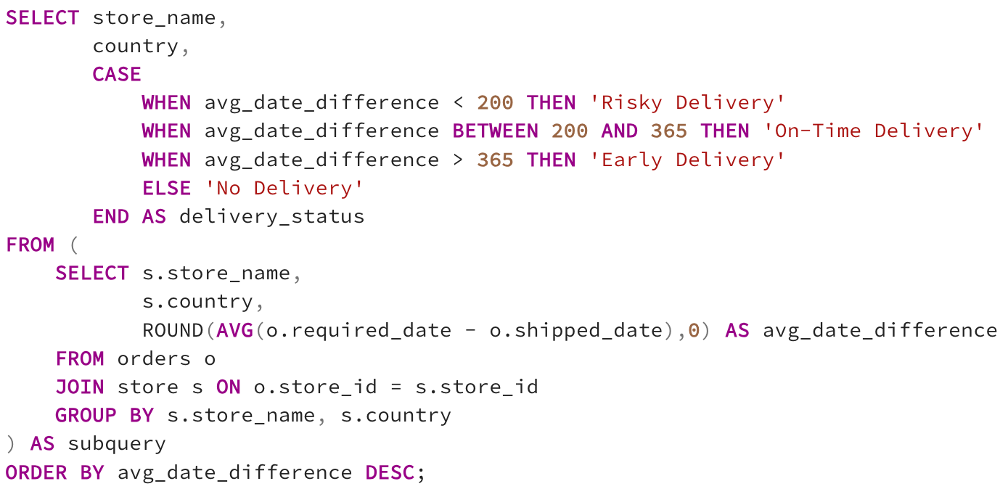 SELECT store_name,
       country,
       CASE
           WHEN avg_date_difference < 200 THEN 'Risky Delivery'
           WHEN avg_date_difference BETWEEN 200 AND 365 THEN 'On-Time Delivery'
           WHEN avg_date_difference > 365 THEN 'Early Delivery'
           ELSE 'No Delivery'
       END AS delivery_status
FROM (
    SELECT s.store_name,
           s.country,
           ROUND(AVG(o.required_date - o.shipped_date),0) AS avg_date_difference
    FROM orders o
    JOIN store s ON o.store_id = s.store_id
    GROUP BY s.store_name, s.country
) AS subquery
ORDER BY avg_date_difference DESC;